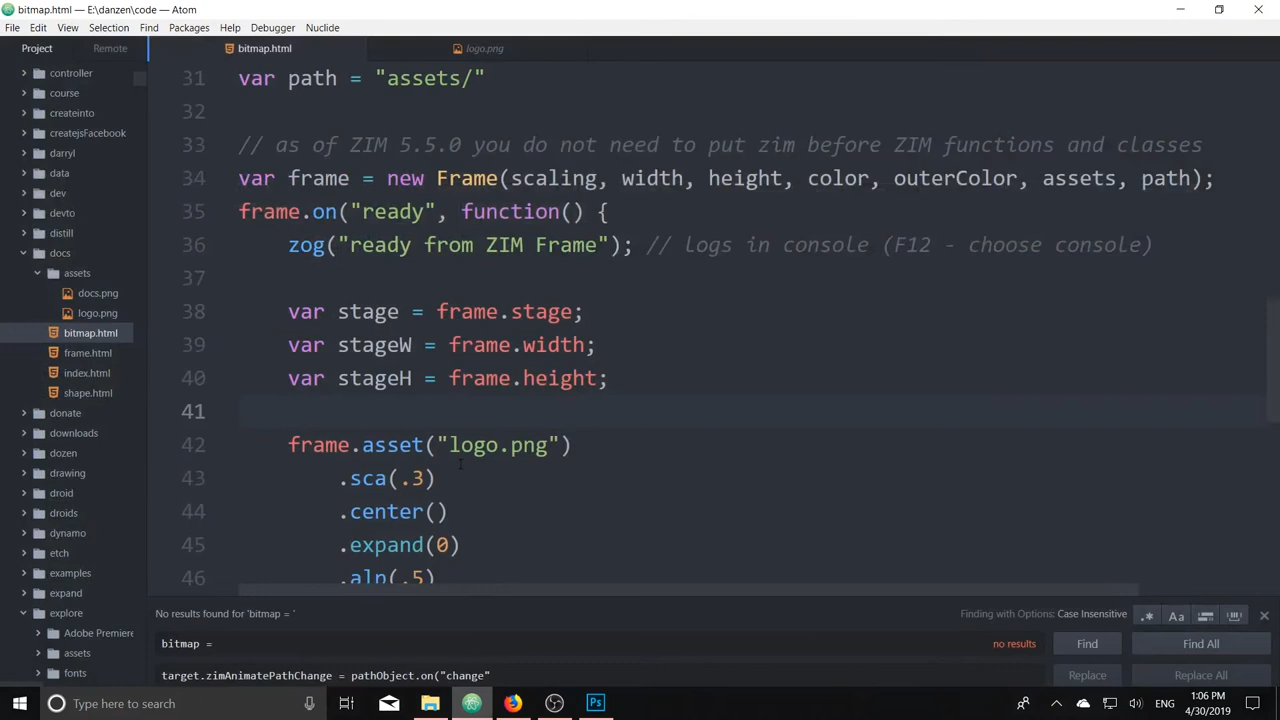 bitmap.html — E:\danzen\code — Atom
File Edit View Selection Find Packages Help Debugger Nuclide
Project Remote
bitmap.html
logo.png
controller
course
createinto
createjsFacebook
darryl
data
dev
devto
distill
docs
assets
docs.png
logo.png
bitmap.html
frame.html
index.html
shape.html
donate
downloads
dozen
drawing
droid
droids
dynamo
etch
examples
expand
explore
Adobe Premiere
assets
fonts
31 var path = "assets/"
32
33 // as of ZIM 5.5.0 you do not need to put zim before ZIM functions and classes
34 var frame = new Frame(scaling, width, height, color, outerColor, assets, path);
35 frame.on("ready", function() {
36 zog("ready from ZIM Frame"); // logs in console (F12 - choose console)
37
38 var stage = frame.stage;
39 var stageW = frame.width;
40 var stageH = frame.height;
41
42 frame.asset("logo.png")
43 .sca(.3)
44 .center()
45 .expand(0)
46 .alp(.5)
No results found for 'bitmap = '
Finding with Options: Case Insensitive
.* Aa
bitmap =
no results
Find
Find All
target.zimAnimatePathChange = pathObject.on("change"
Replace
Replace All
Type here to search
ENG
1:06 PM
4/30/2019